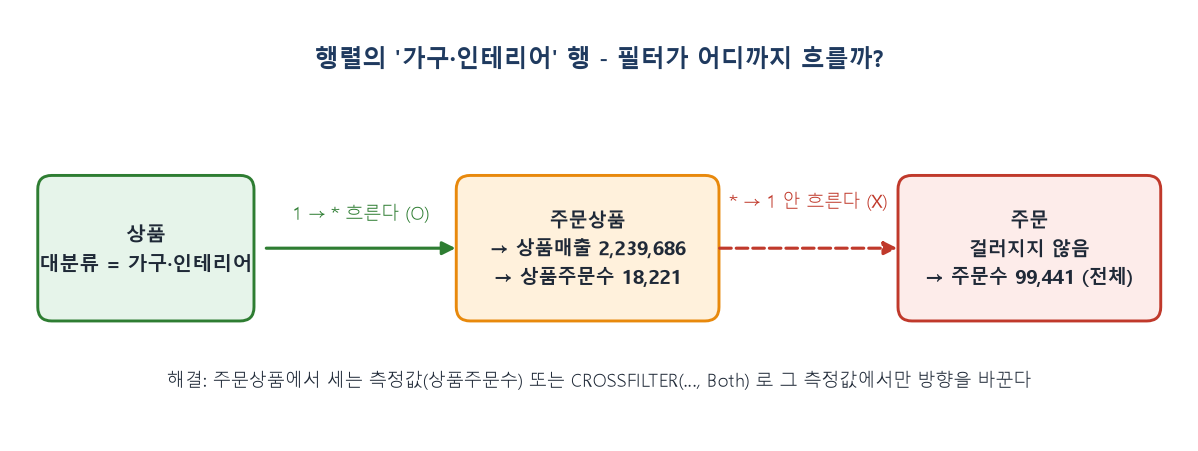 행렬의 '가구·인테리어' 행 - 필터가 어디까지 흐를까?
상품
대분류 = 가구·인테리어
1 → * 흐른다 (O)
주문상품
→ 상품매출 2,239,686
→ 상품주문수 18,221
* → 1 안 흐른다 (X)
주문
걸러지지 않음
→ 주문수 99,441 (전체)
해결: 주문상품에서 세는 측정값(상품주문수) 또는 CROSSFILTER(..., Both) 로 그 측정값에서만 방향을 바꾼다